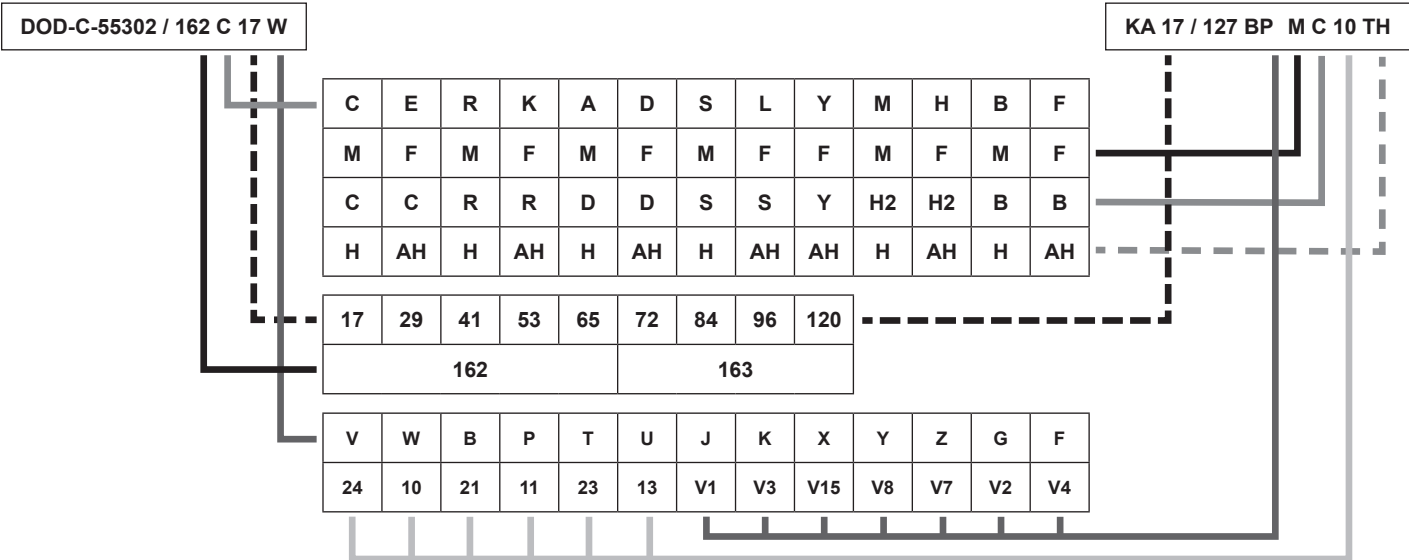 DOD-C-55302 / 162 C 17 W
KA 17 / 127 BP M C 10 TH
C E R K A D S L Y M H B F
M F M F M F M F F M F M F
C C R R D D S S Y H2 H2 B B
H AH H AH H AH H AH AH H AH H AH
17 29 41 53 65 72 84 96 120
162 163
V W B P T U J K X Y Z G F
24 10 21 11 23 13 V1 V3 V15 V8 V7 V2 V4